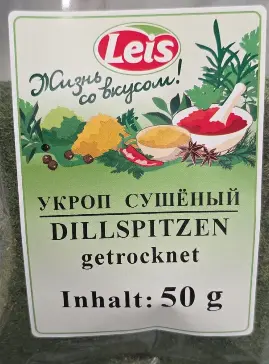 Leis
Жизнь
со вкусом!
УКРОП СУШЁНЫЙ
DILLSPITZEN
getrocknet
Inhalt: 50 g